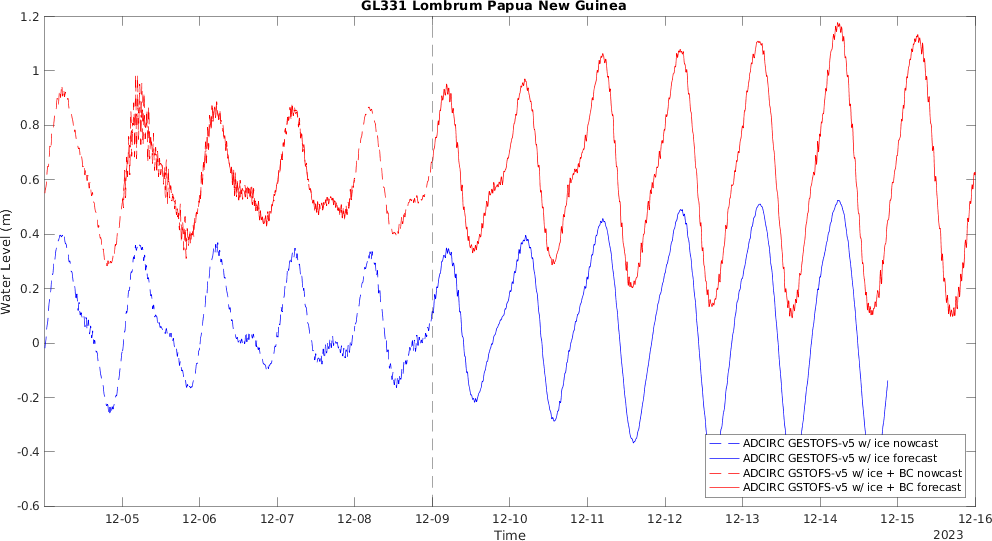 GL331 Lombrum Papua New Guinea
1.2
1
0.8
0.6
0.4
0.2
0
-0.2
-0.4
-0.6
Water Level (m)
ADCIRC GESTOFS-v5 w/ ice nowcast
ADCIRC GESTOFS-v5 w/ ice forecast
ADCIRC GSTOFS-v5 w/ ice + BC nowcast
ADCIRC GSTOFS-v5 w/ ice + BC forecast
12-05 12-06 12-07 12-08 12-09 12-10 12-11 12-12 12-13 12-14 12-15 12-16
Time
2023